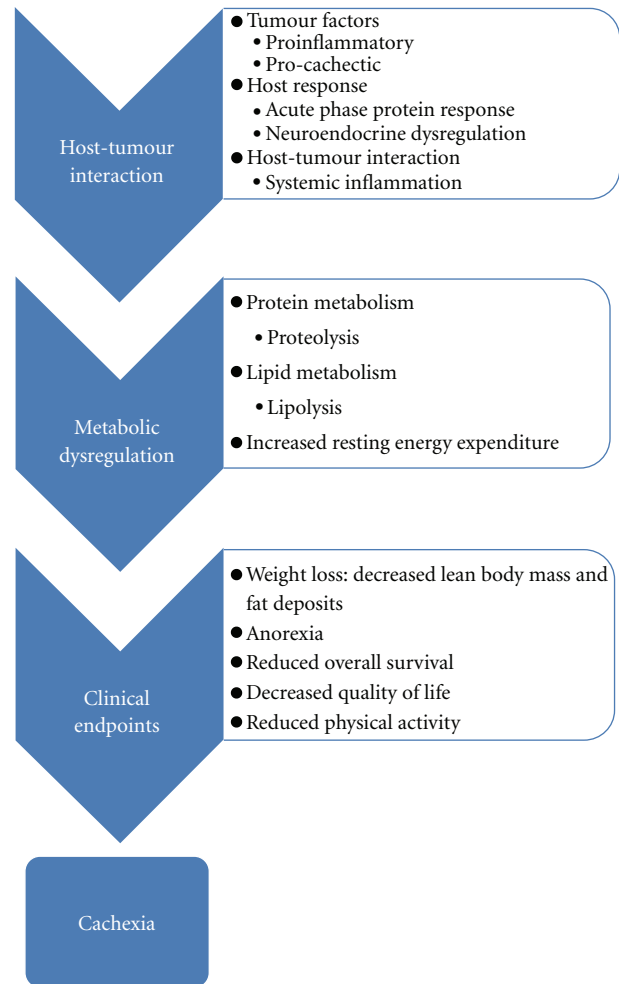 ● Tumour factors
• Proinflammatory
• Pro-cachectic
● Host response
• Acute phase protein response
• Neuroendocrine dysregulation
● Host-tumour interaction
• Systemic inflammation
Host-tumour
interaction
● Protein metabolism
• Proteolysis
● Lipid metabolism
• Lipolysis
● Increased resting energy expenditure
Metabolic
dysregulation
● Weight loss: decreased lean body mass and
fat deposits
● Anorexia
● Reduced overall survival
● Decreased quality of life
● Reduced physical activity
Clinical
endpoints
Cachexia